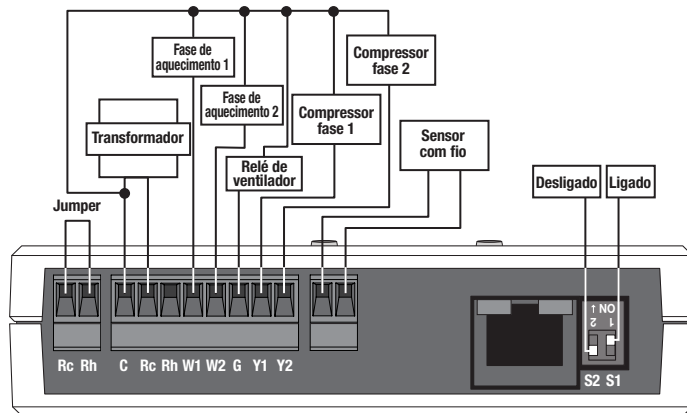 Fase de
aquecimento 1
Compressor
fase 2
Fase de
aquecimento 2
Compressor
fase 1
Transformador
Sensor
com fio
Relé de
ventilador
Desligado
Ligado
Jumper
ON ↓
1
2
Rc Rh C Rc Rh W1 W2 G Y1 Y2
S2 S1